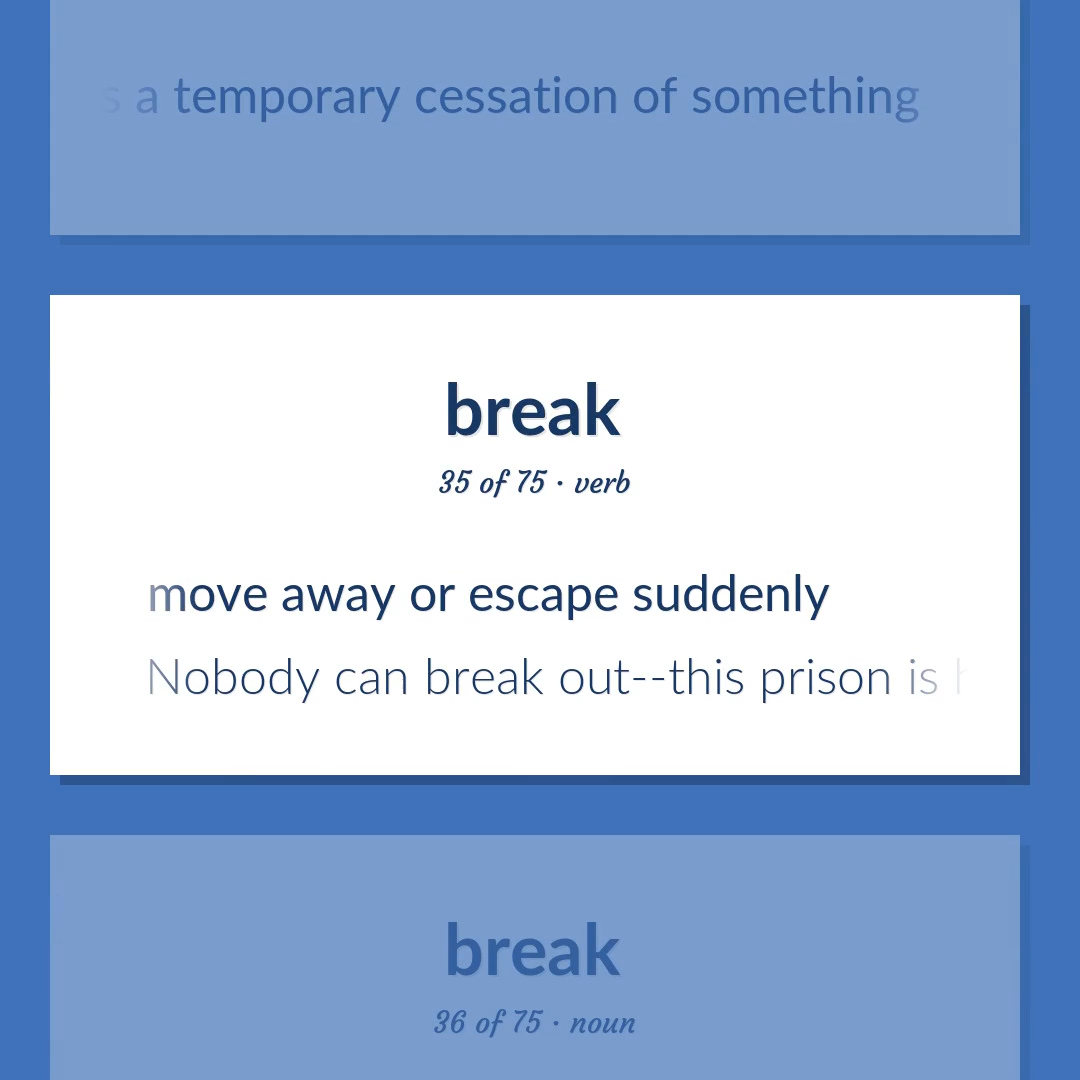 s a temporary cessation of something
break
35 of 75 · verb
move away or escape suddenly
Nobody can break out--this prison is
break
36 of 75 · noun